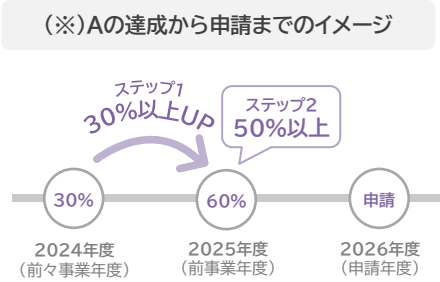 (※)Aの達成から申請までのイメージ
ステップ1
30%以上UP
ステップ2
50%以上
30%
60%
申請
2024年度
(前々事業年度)
2025年度
(前事業年度)
2026年度
(申請年度)